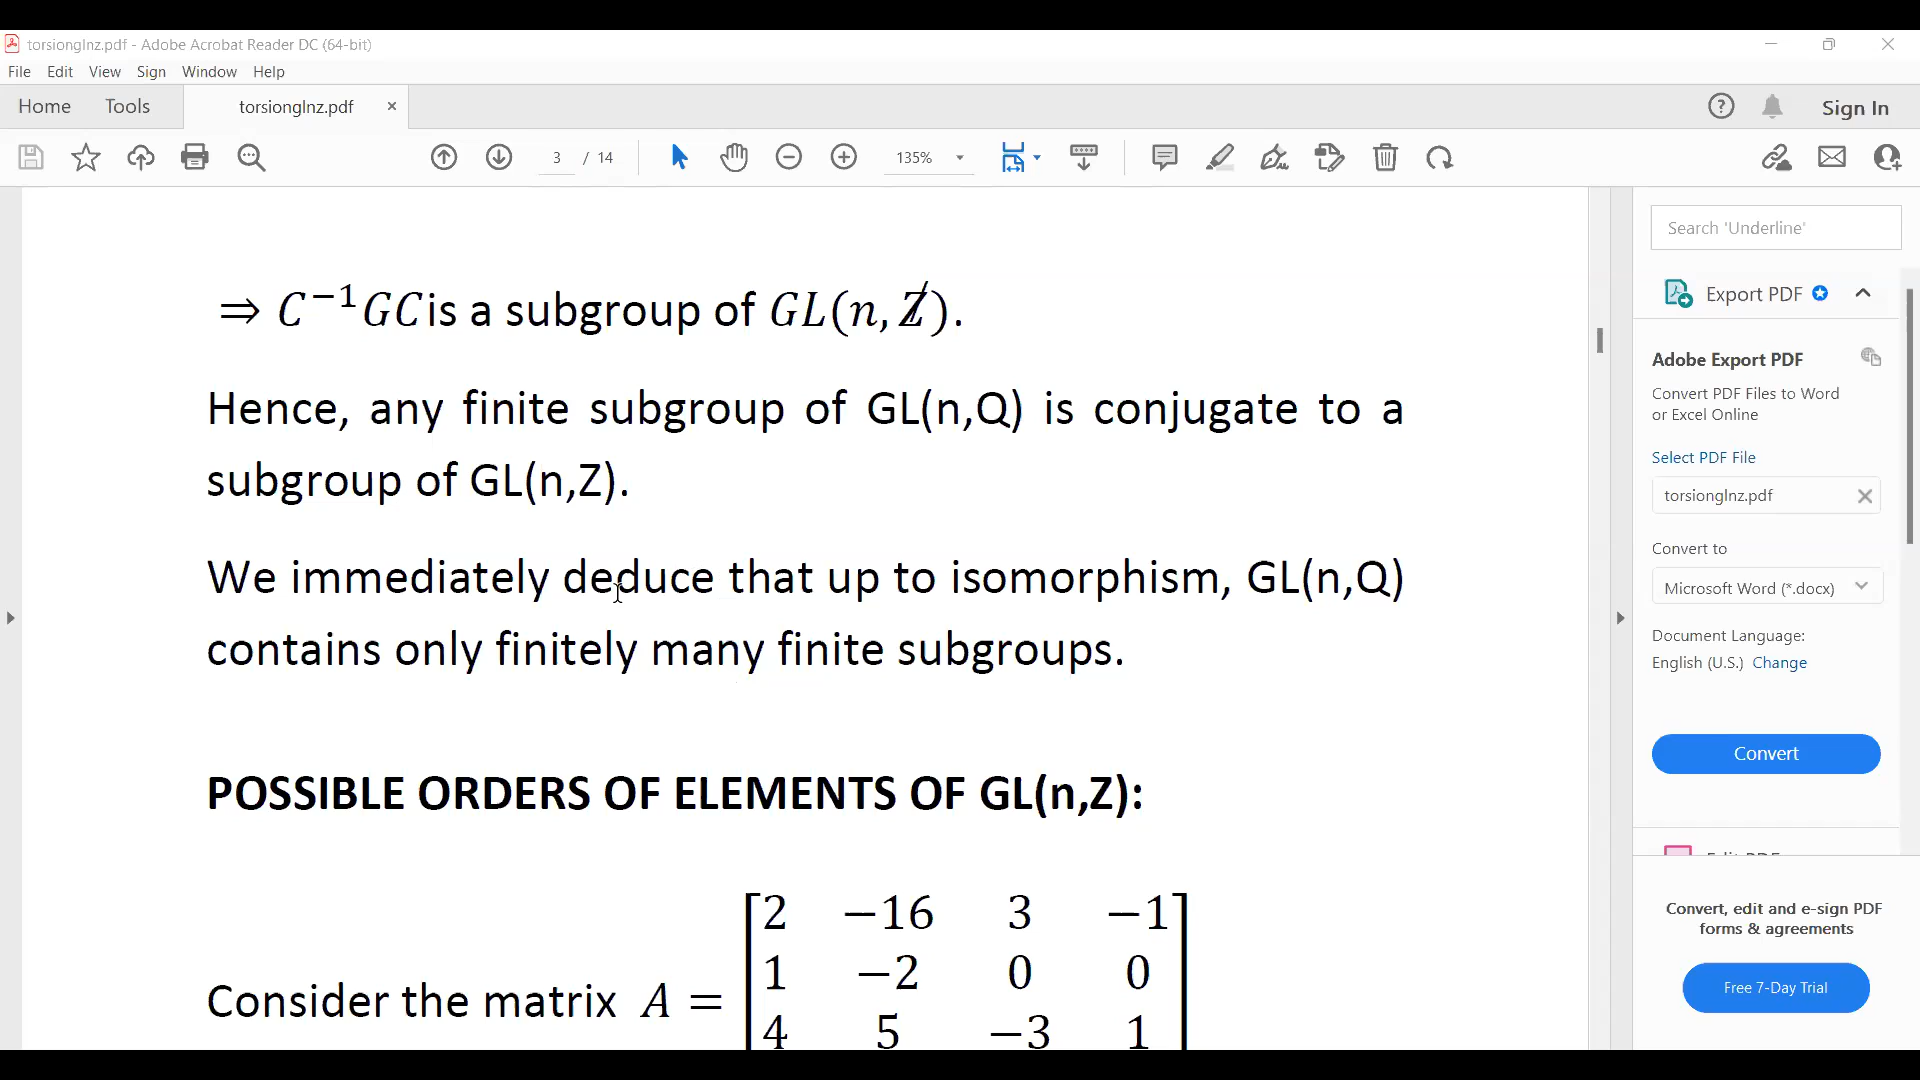 torsionglnz.pdf - Adobe Acrobat Reader DC (64-bit)
File Edit View Sign Window Help
Home Tools torsionglnz.pdf × Sign In
3 / 14 135%
Search 'Underline'
⇒ C⁻¹GC is a subgroup of GL(n, Z).
Hence, any finite subgroup of GL(n,Q) is conjugate to a
subgroup of GL(n,Z).
We immediately deduce that up to isomorphism, GL(n,Q)
contains only finitely many finite subgroups.
POSSIBLE ORDERS OF ELEMENTS OF GL(n,Z):
2 −16 3 −1
1 −2 0 0
Consider the matrix A =
4 5 −3 1
Export PDF
Adobe Export PDF
Convert PDF Files to Word
or Excel Online
Select PDF File
torsionglnz.pdf
Convert to
Microsoft Word (*.docx)
Document Language:
English (U.S.) Change
Convert
Convert, edit and e-sign PDF
forms & agreements
Free 7-Day Trial